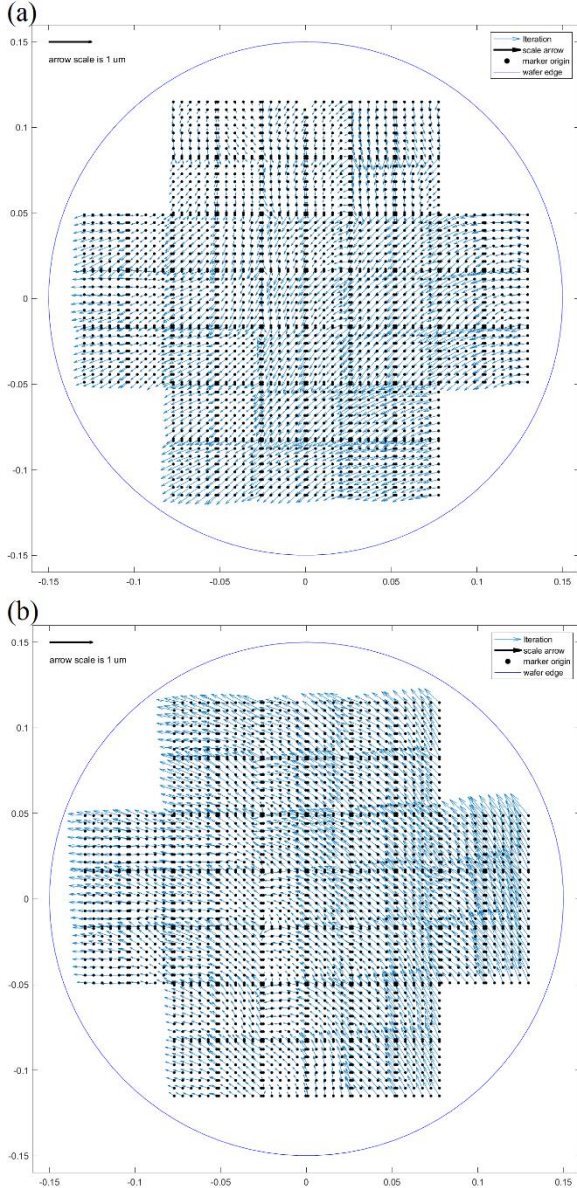 (a)
0.15
arrow scale is 1 um
Iteration
scale arrow
marker origin
wafer edge
0.1
0.05
0
-0.05
-0.1
-0.15
-0.15 -0.1 -0.05 0 0.05 0.1 0.15
(b)
0.15
arrow scale is 1 um
Iteration
scale arrow
marker origin
wafer edge
0.1
0.05
0
-0.05
-0.1
-0.15
-0.15 -0.1 -0.05 0 0.05 0.1 0.15